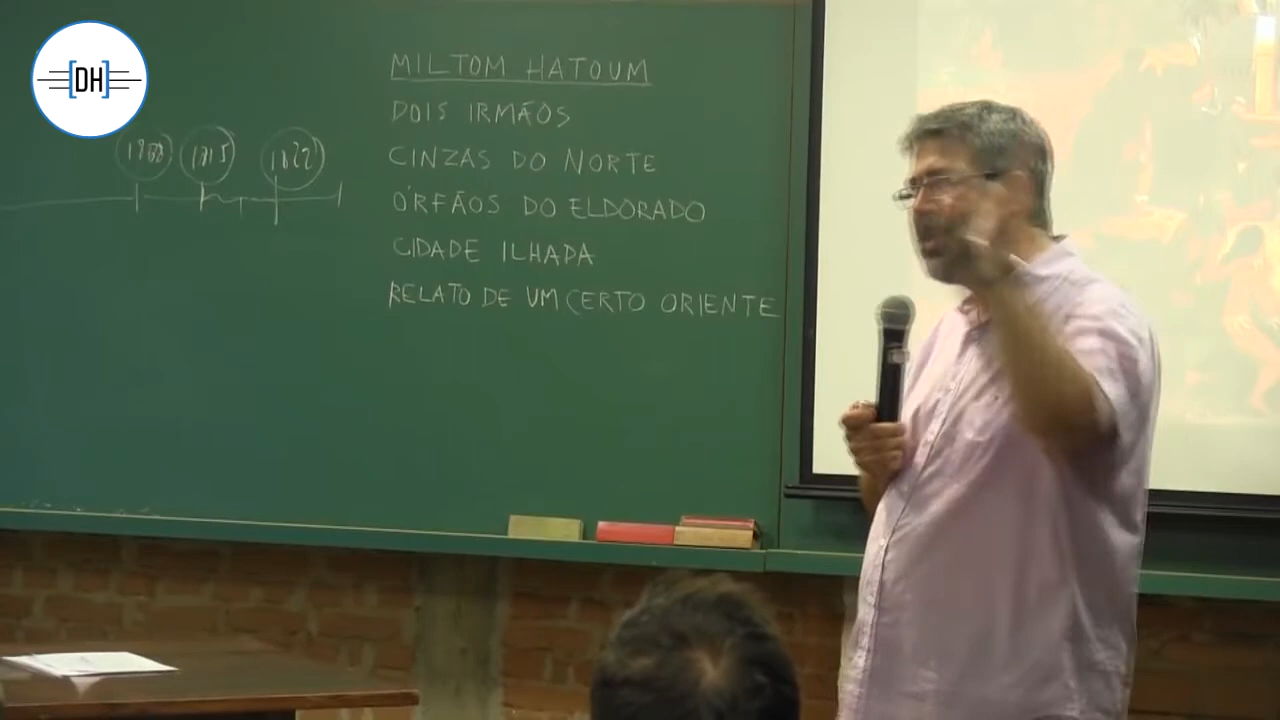 [DH]
1808 1815 1822
MILTOM HATOUM
DOIS IRMÃOS
CINZAS DO NORTE
ÓRFÃOS DO ELDORADO
CIDADE ILHADA
RELATO DE UM CERTO ORIENTE